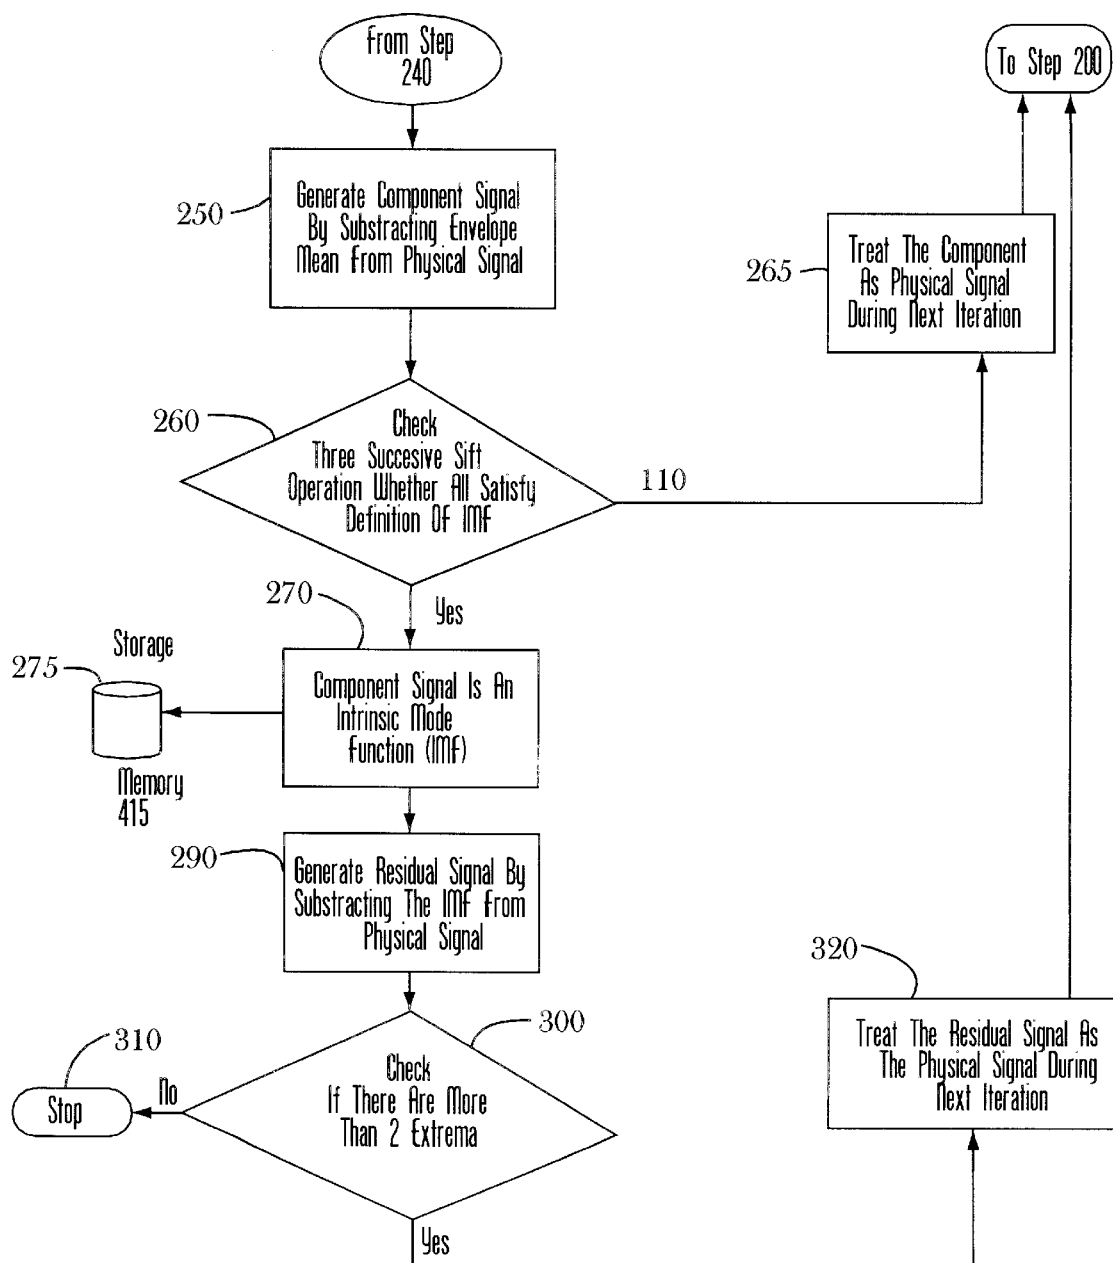 From Step
240
To Step 200
250
Generate Component Signal
By Substracting Envelope
Mean From Physical Signal
265
Treat The Component
As Physical Signal
During Next Iteration
260
Check
Three Succesive Sift
Operation Whether All Satisfy
Definition Of IMF
110
Yes
270
Storage
275
Component Signal Is An
Intrinsic Mode
Function (IMF)
Memory
415
290
Generate Residual Signal By
Substracting The IMF From
Physical Signal
320
Treat The Residual Signal As
The Physical Signal During
Next Iteration
300
310
No
Stop
Check
If There Are More
Than 2 Extrema
Yes